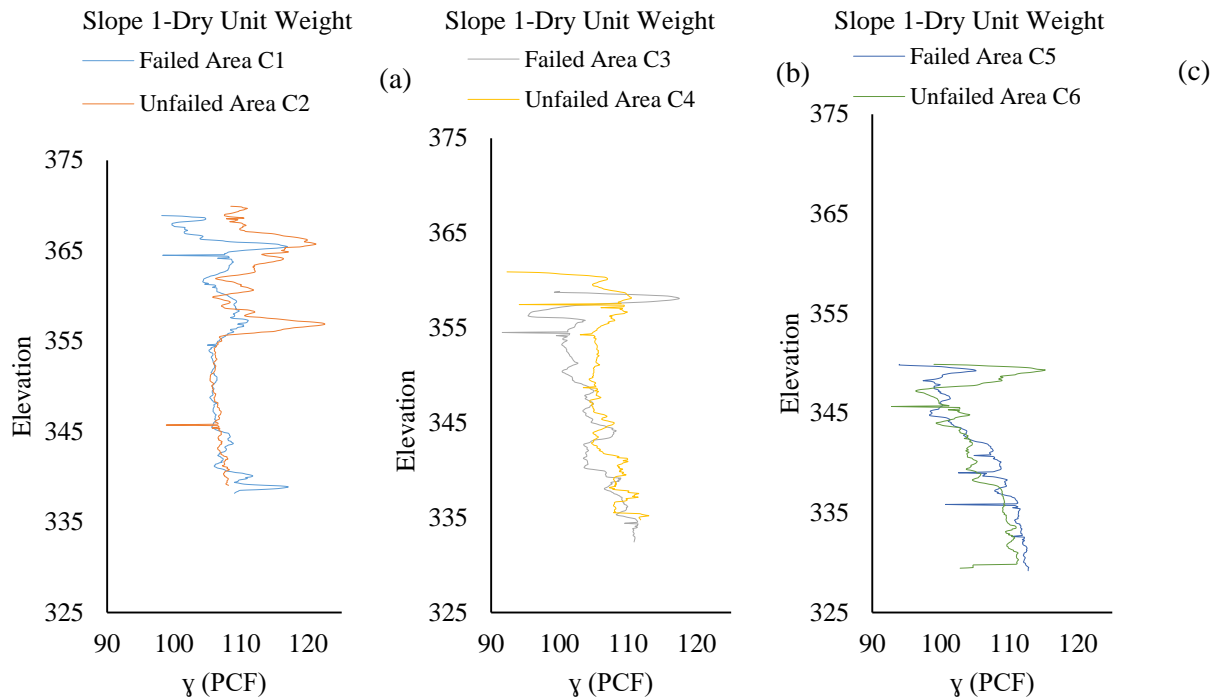 Slope 1-Dry Unit Weight
Failed Area C1
Unfailed Area C2
(a)
375
365
355
345
335
325
Elevation
90 100 110 120
ɣ (PCF)
Slope 1-Dry Unit Weight
Failed Area C3
Unfailed Area C4
(b)
375
365
355
345
335
325
Elevation
90 100 110 120
ɣ (PCF)
Slope 1-Dry Unit Weight
Failed Area C5
Unfailed Area C6
(c)
375
365
355
345
335
325
Elevation
90 100 110 120
ɣ (PCF)